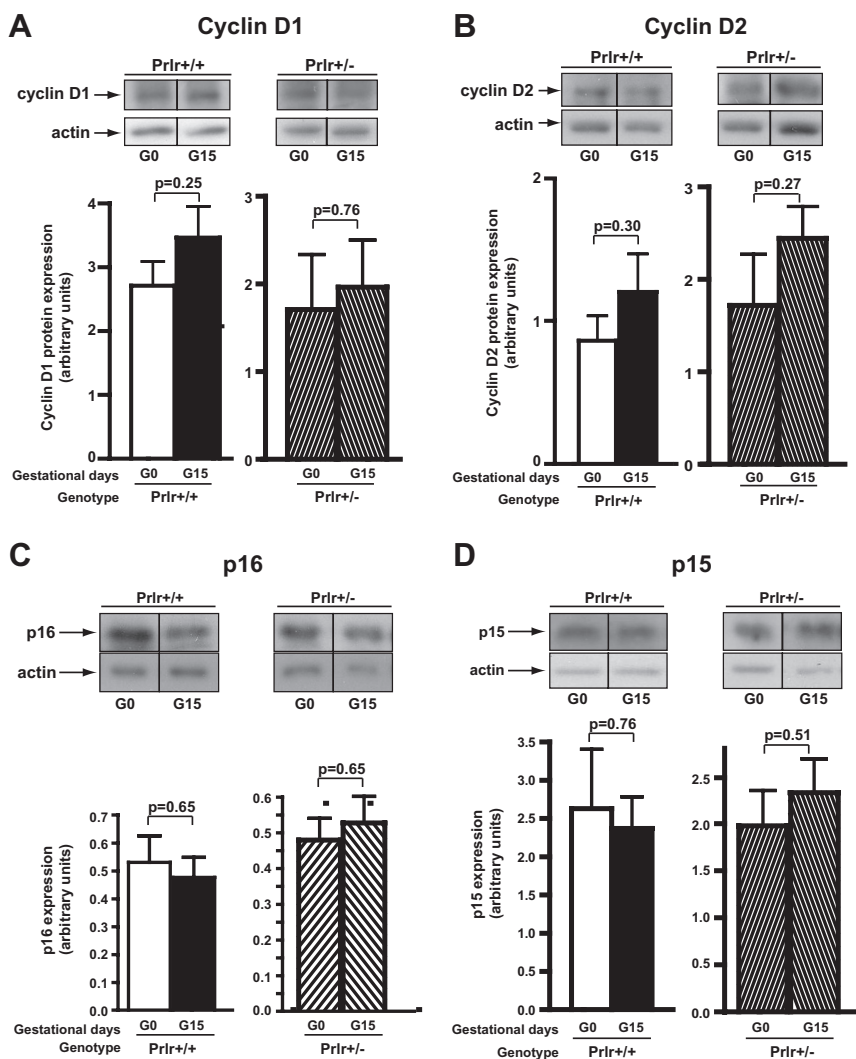 A
Cyclin D1
Prlr+/+
Prlr+/-
cyclin D1
actin
G0
G15
G0
G15
p=0.25
p=0.76
Cyclin D1 protein expression
(arbitrary units)
4
3
2
1
0
3
2
1
0
Gestational days
G0
G15
G0
G15
Genotype
Prlr+/+
Prlr+/-
B
Cyclin D2
Prlr+/+
Prlr+/-
cyclin D2
actin
G0
G15
G0
G15
p=0.30
p=0.27
Cyclin D2 protein expression
(arbitrary units)
2
1
0
3
2
1
0
Gestational days
G0
G15
G0
G15
Genotype
Prlr+/+
Prlr+/-
C
p16
Prlr+/+
Prlr+/-
p16
actin
G0
G15
G0
G15
p=0.65
p=0.65
p16 expression
(arbitrary units)
0.7
0.6
0.5
0.4
0.3
0.2
0.1
0.0
0.6
0.5
0.5
0.5
0.5
0.5
0.0
Gestational days
G0
G15
G0
G15
Genotype
Prlr+/+
Prlr+/-
D
p15
Prlr+/+
Prlr+/-
p15
actin
G0
G15
G0
G15
p=0.76
p=0.51
p15 expression
(arbitrary units)
3.5
3.0
2.5
2.0
1.5
1.0
0.5
0.0
2.5
2.0
1.5
1.0
0.5
0.0
Gestational days
G0
G15
G0
G15
Genotype
Prlr+/+
Prlr+/-